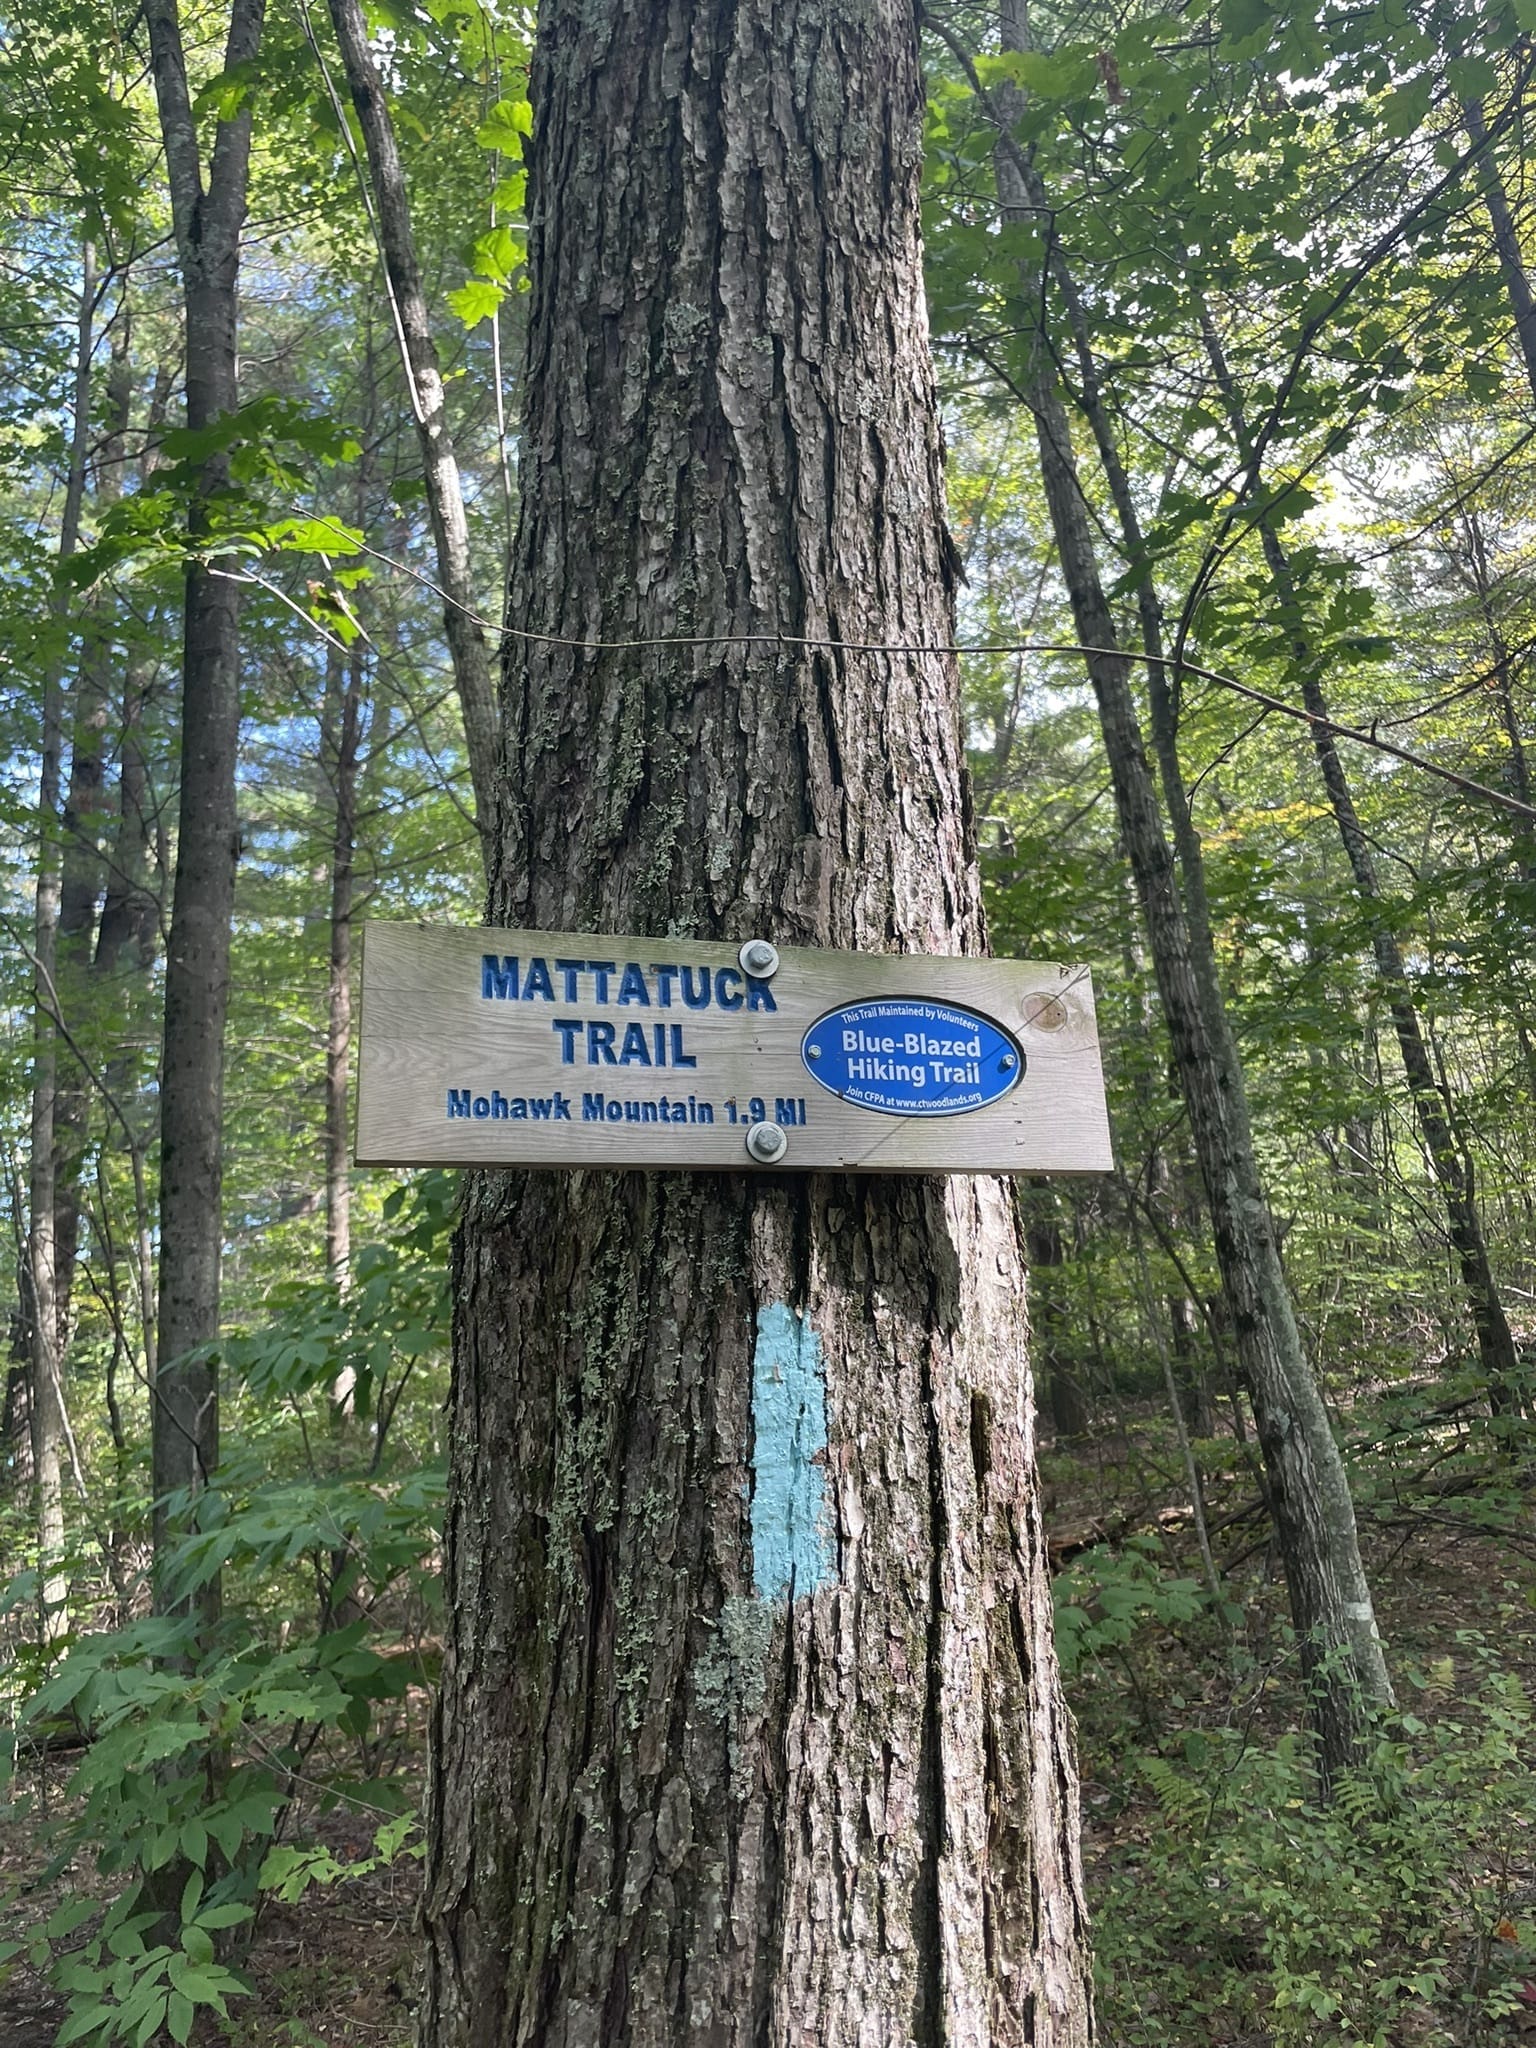 MATTATUCK
TRAIL
Mohawk Mountain 1.9 MI
This Trail Maintained by Volunteers
Blue-Blazed
Hiking Trail
Join CFPA at www.ctwoodlands.org